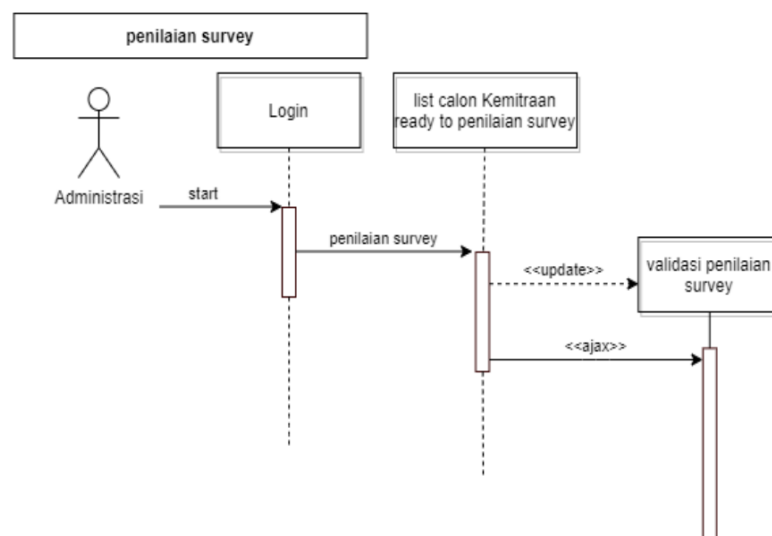 penilaian survey
Login
list calon Kemitraan
ready to penilaian survey
Administrasi
start
penilaian survey
<<update>>
validasi penilaian
survey
<<ajax>>